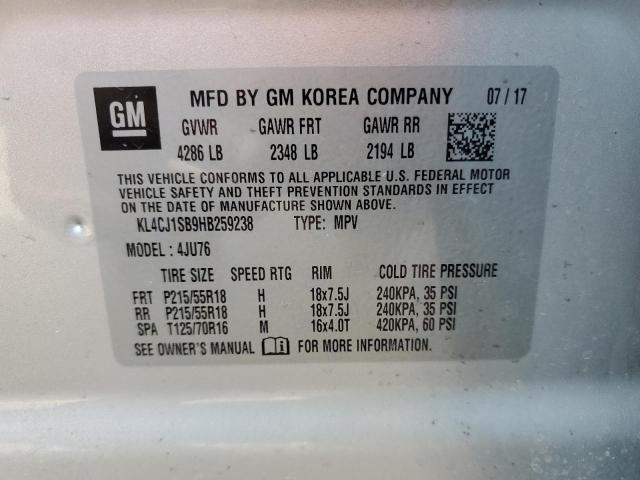 GM MFD BY GM KOREA COMPANY 07 / 17
GVWR GAWR FRT GAWR RR
4286 LB 2348 LB 2194 LB
THIS VEHICLE CONFORMS TO ALL APPLICABLE U.S. FEDERAL MOTOR
VEHICLE SAFETY AND THEFT PREVENTION STANDARDS IN EFFECT
ON THE DATE OF MANUFACTURE SHOWN ABOVE.
KL4CJ1SB9HB259238 TYPE: MPV
MODEL : 4JU76
TIRE SIZE SPEED RTG RIM COLD TIRE PRESSURE
FRT P215/55R18 H 18x7.5J 240KPA, 35 PSI
RR P215/55R18 H 18x7.5J 240KPA, 35 PSI
SPA T125/70R16 M 16x4.0T 420KPA, 60 PSI
SEE OWNER'S MANUAL FOR MORE INFORMATION.